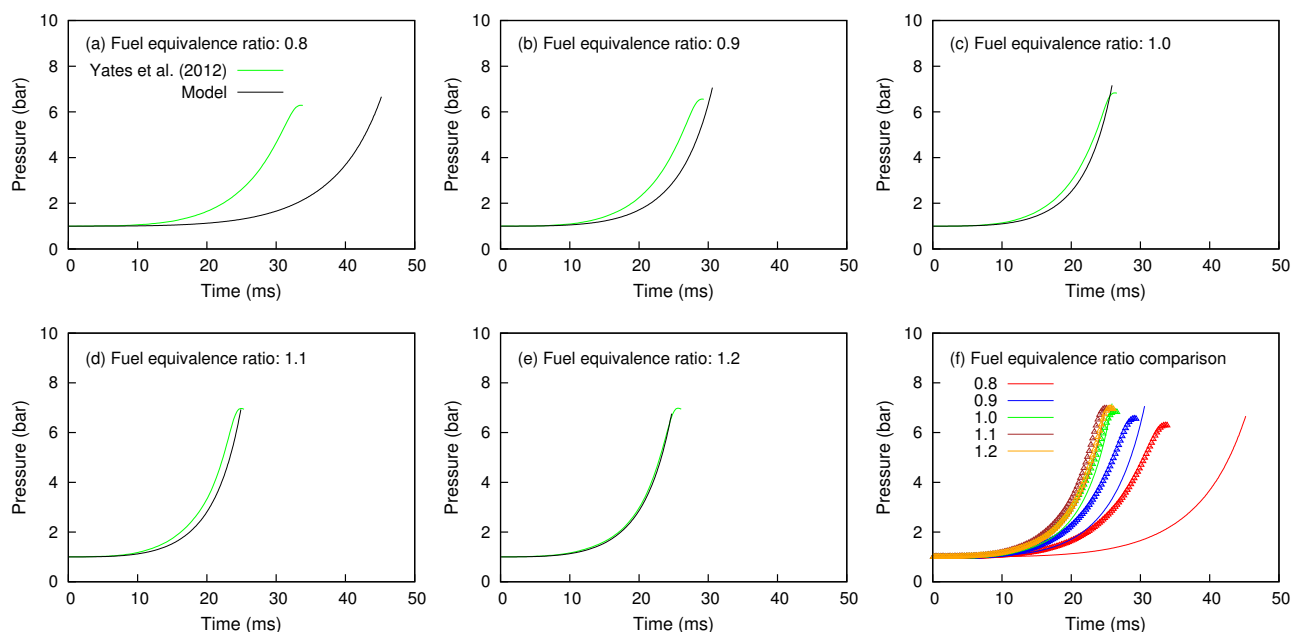 (a) Fuel equivalence ratio: 0.8
Yates et al. (2012)
Model
Pressure (bar)
10
8
6
4
2
0
0 10 20 30 40 50
Time (ms)
(b) Fuel equivalence ratio: 0.9
Pressure (bar)
10
8
6
4
2
0
0 10 20 30 40 50
Time (ms)
(c) Fuel equivalence ratio: 1.0
Pressure (bar)
10
8
6
4
2
0
0 10 20 30 40 50
Time (ms)
(d) Fuel equivalence ratio: 1.1
Pressure (bar)
10
8
6
4
2
0
0 10 20 30 40 50
Time (ms)
(e) Fuel equivalence ratio: 1.2
Pressure (bar)
10
8
6
4
2
0
0 10 20 30 40 50
Time (ms)
(f) Fuel equivalence ratio comparison
0.8
0.9
1.0
1.1
1.2
Pressure (bar)
10
8
6
4
2
0
0 10 20 30 40 50
Time (ms)